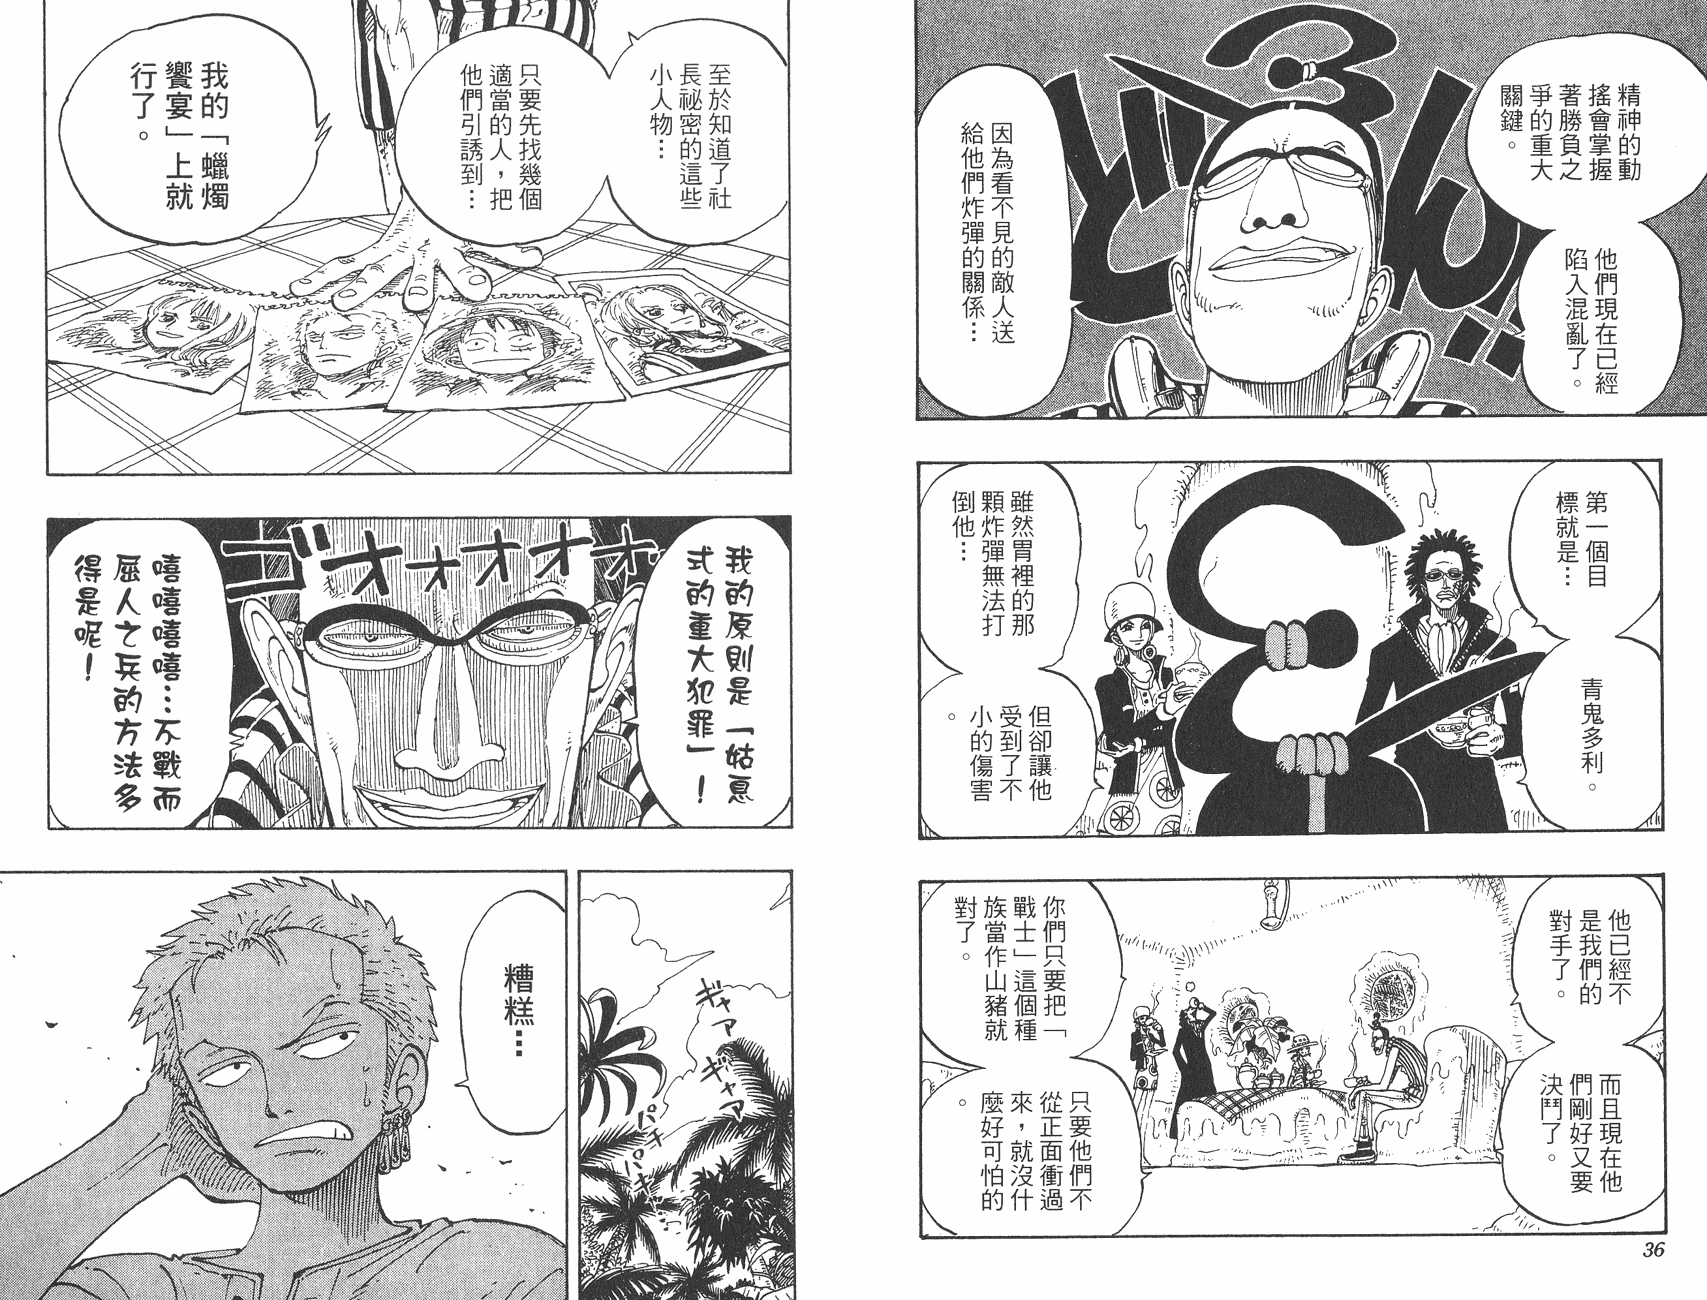 精神的動
搖會掌握
著勝負之
爭的重大
關鍵。
他們現在已經
陷入混亂了。
因為看不見的敵人送
給他們炸彈的關係…
ど
ん
!!
第一個目
標就是…
青鬼多利。
雖然胃裡的那
顆炸彈無法打
倒他…
但卻讓他
受到了不
小的傷害
。
他已經不
是我們的
對手了。
而且現在他
們剛好又要
決鬥了。
你們只要把「
戰士」這個種
族當作山豬就
對了。
只要他們不
從正面衝過
來，就沒什
麼好可怕的
。
36
至於知道了社
長祕密的這些
小人物…
只要先找幾個
適當的人，把
他們引誘到…
我的「蠟燭
饗宴」上就
行了。
我的原則是「姑息
式的重大犯罪」！
ゴオォオオォ
嘻嘻嘻嘻…不戰而
屈人之兵的方法多
得是呢！
ギャア
ギャア
パキ
パキ
糟糕…